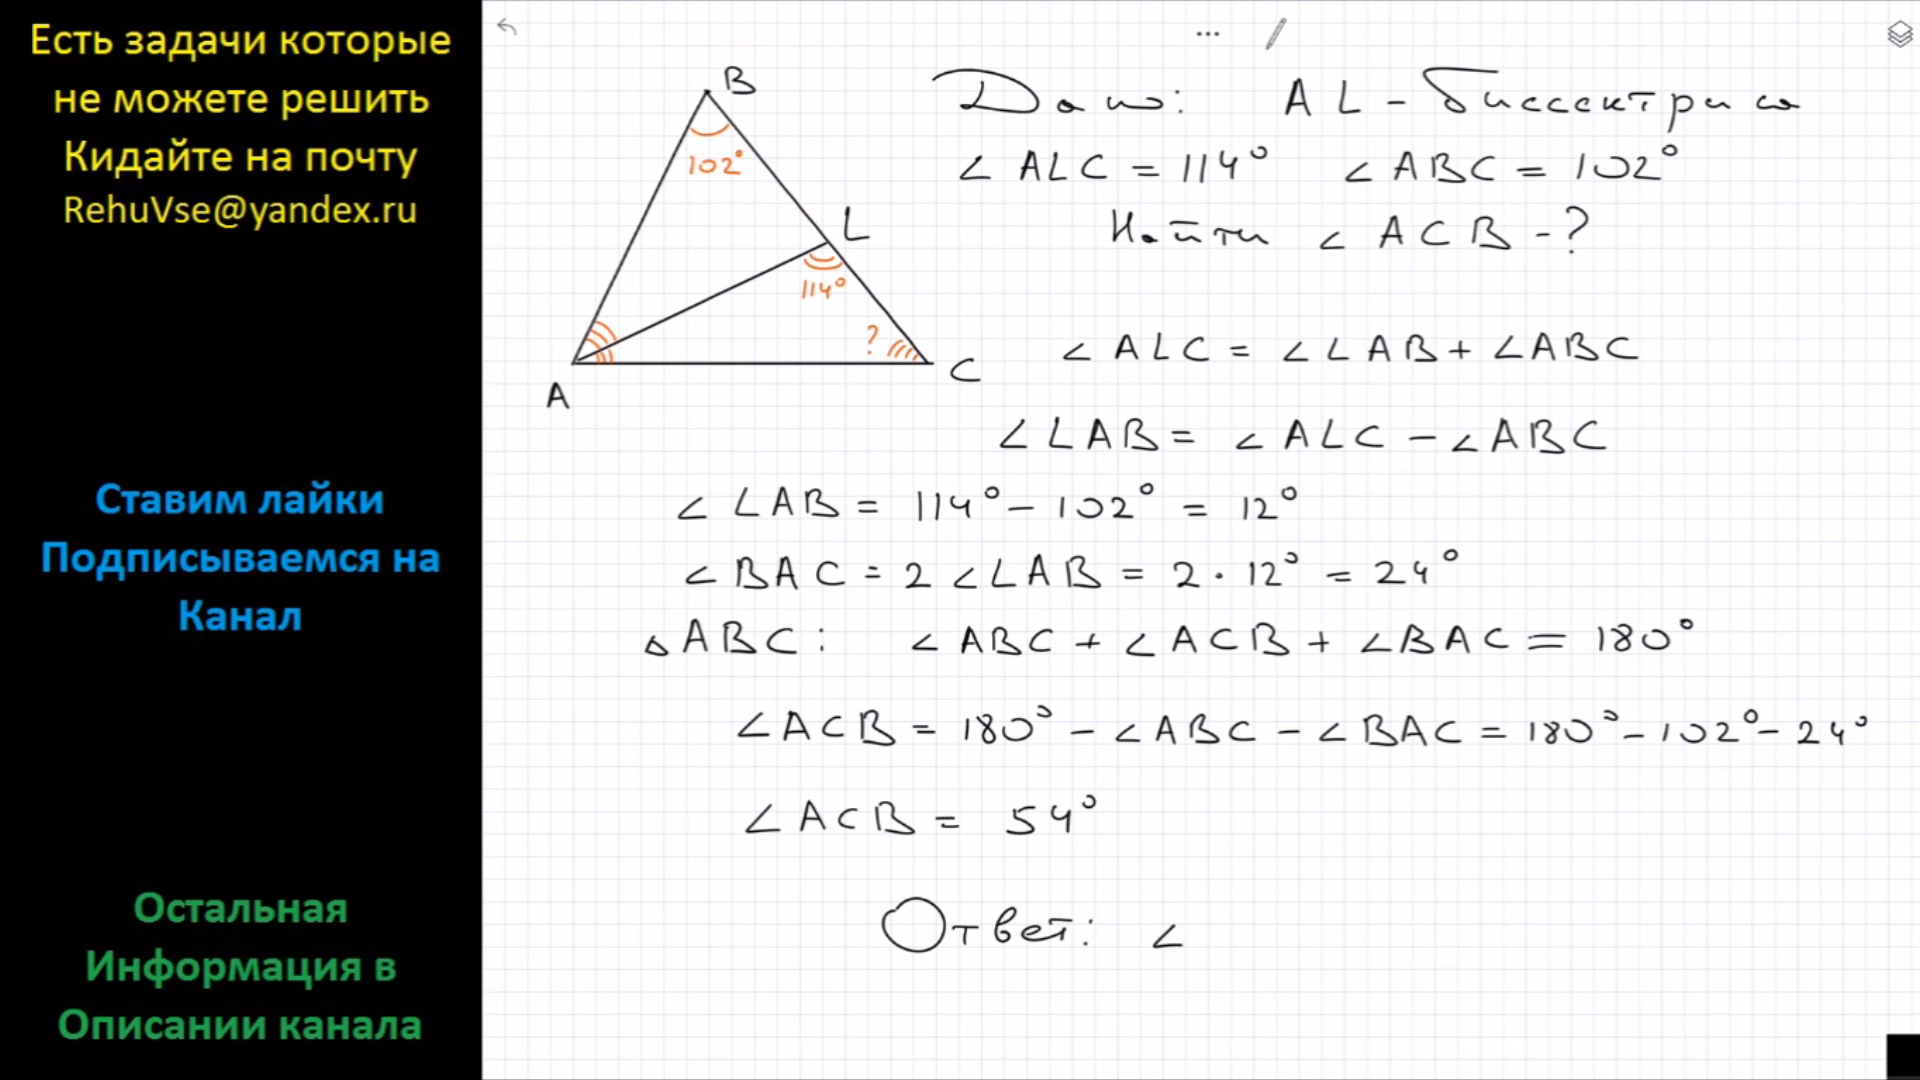 Есть задачи которые
не можете решить
Кидайте на почту
RehuVse@yandex.ru
Ставим лайки
Подписываемся на
Канал
Остальная
Информация в
Описании канала
B
102°
L
114°
?
A
C
Дано: AL - биссектриса
∠ ALC = 114° ∠ ABC = 102°
Найти ∠ ACB - ?
∠ ALC = ∠ LAB + ∠ ABC
∠ LAB = ∠ ALC - ∠ ABC
∠ LAB = 114° - 102° = 12°
∠ BAC = 2 ∠ LAB = 2 · 12° = 24°
△ ABC: ∠ ABC + ∠ ACB + ∠ BAC = 180°
∠ ACB = 180° - ∠ ABC - ∠ BAC = 180° - 102° - 24°
∠ ACB = 54°
Ответ: ∠